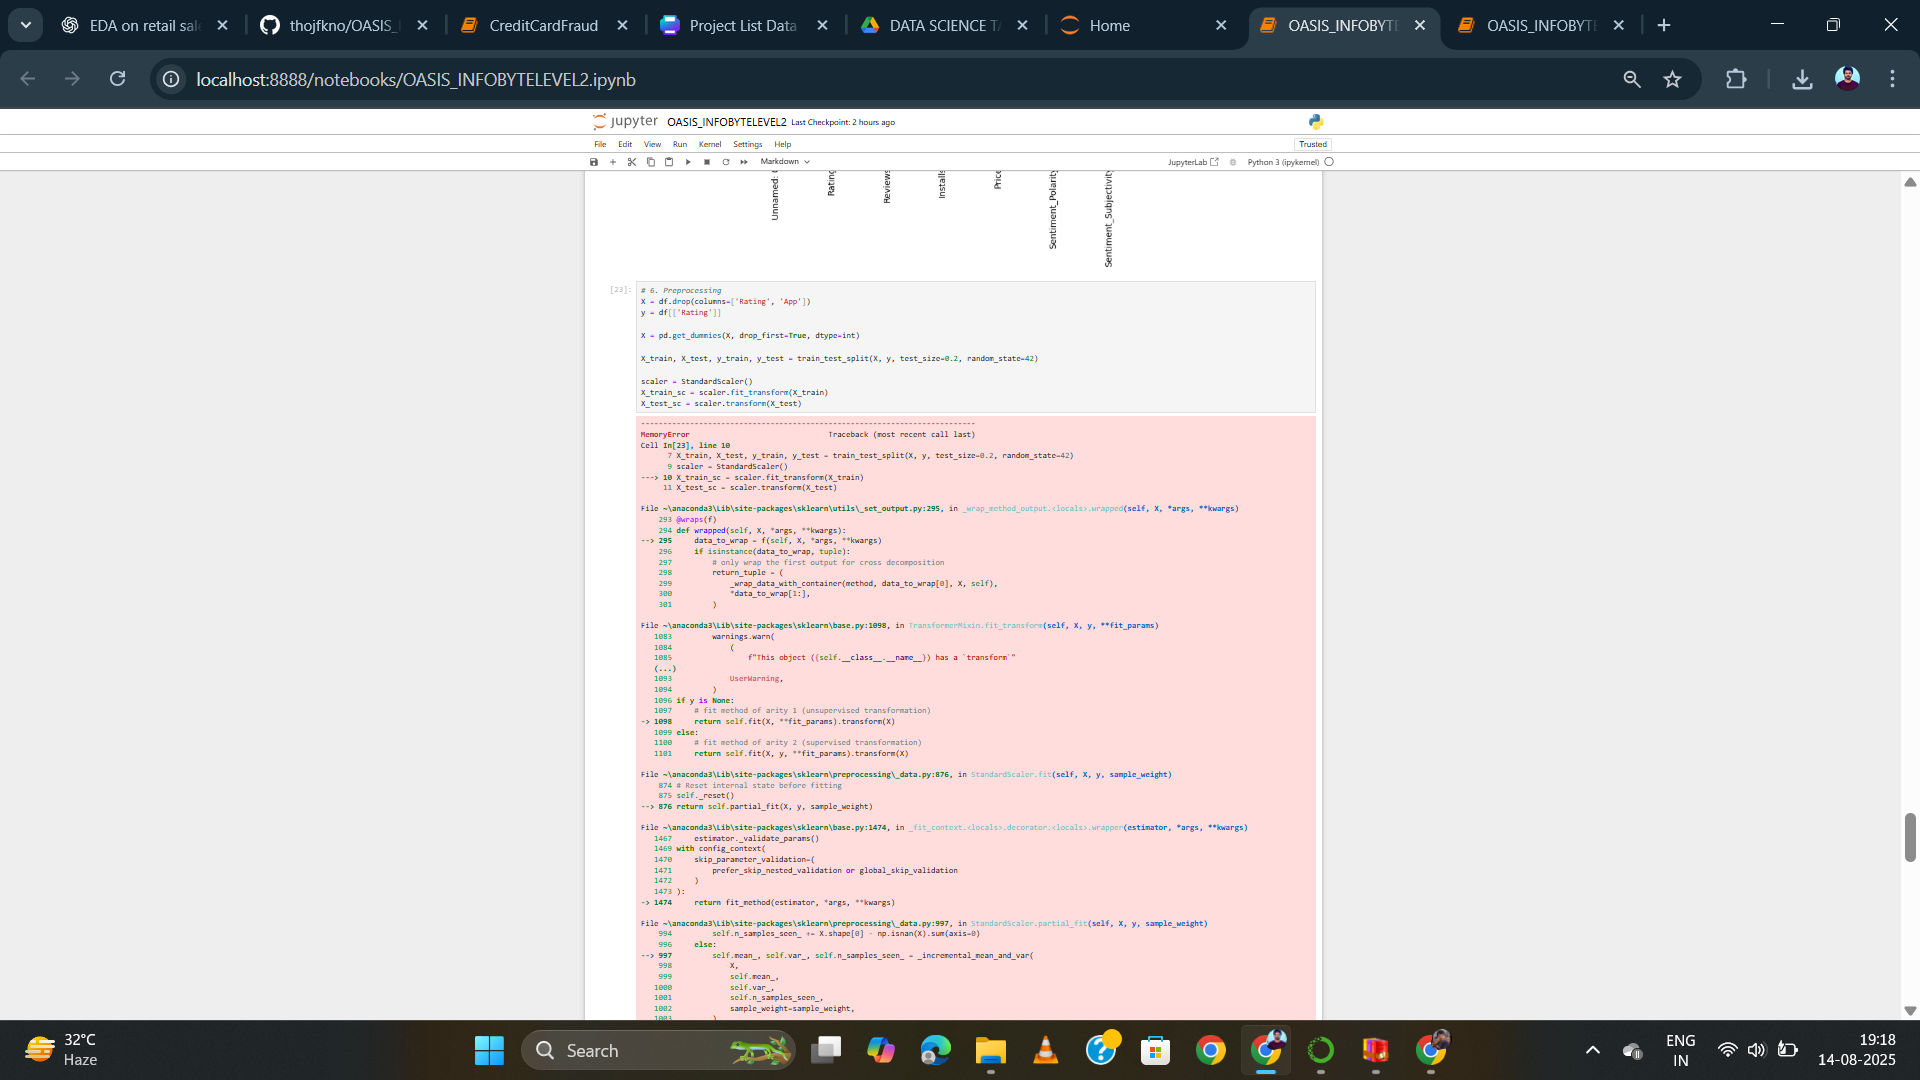 EDA on retail sal
thojfkno/OASIS_
CreditCardFraud
Project List Data
DATA SCIENCE TA
Home
OASIS_INFOBYTE
OASIS_INFOBYTE
localhost:8888/notebooks/OASIS_INFOBYTELEVEL2.ipynb
jupyter OASIS_INFOBYTELEVEL2 Last Checkpoint: 2 hours ago
File Edit View Run Kernel Settings Help Trusted
Markdown JupyterLab Python 3 (ipykernel)
Unnamed:
Rating
Reviews
Installs
Price
Sentiment_Polarity
Sentiment_Subjectivity
[23]:
# 6. Preprocessing
X = df.drop(columns=['Rating', 'App'])
y = df[['Rating']]
X = pd.get_dummies(X, drop_first=True, dtype=int)
X_train, X_test, y_train, y_test = train_test_split(X, y, test_size=0.2, random_state=42)
scaler = StandardScaler()
X_train_sc = scaler.fit_transform(X_train)
X_test_sc = scaler.transform(X_test)
---------------------------------------------------------------------------
MemoryError Traceback (most recent call last)
Cell In[23], line 10
7 X_train, X_test, y_train, y_test = train_test_split(X, y, test_size=0.2, random_state=42)
9 scaler = StandardScaler()
---> 10 X_train_sc = scaler.fit_transform(X_train)
11 X_test_sc = scaler.transform(X_test)
File ~\anaconda3\Lib\site-packages\sklearn\utils\_set_output.py:295, in _wrap_method_output.<locals>.wrapped(self, X, *args, **kwargs)
293 @wraps(f)
294 def wrapped(self, X, *args, **kwargs):
--> 295 data_to_wrap = f(self, X, *args, **kwargs)
296 if isinstance(data_to_wrap, tuple):
297 # only wrap the first output for cross decomposition
298 return_tuple = (
299 _wrap_data_with_container(method, data_to_wrap[0], X, self),
300 *data_to_wrap[1:],
301 )
File ~\anaconda3\Lib\site-packages\sklearn\base.py:1098, in TransformerMixin.fit_transform(self, X, y, **fit_params)
1083 warnings.warn(
1084 (
1085 f"This object ({self.__class__.__name__}) has a `transform`"
(...)
1093 UserWarning,
1094 )
1096 if y is None:
1097 # fit method of arity 1 (unsupervised transformation)
-> 1098 return self.fit(X, **fit_params).transform(X)
1099 else:
1100 # fit method of arity 2 (supervised transformation)
1101 return self.fit(X, y, **fit_params).transform(X)
File ~\anaconda3\Lib\site-packages\sklearn\preprocessing\_data.py:876, in StandardScaler.fit(self, X, y, sample_weight)
874 # Reset internal state before fitting
875 self._reset()
--> 876 return self.partial_fit(X, y, sample_weight)
File ~\anaconda3\Lib\site-packages\sklearn\base.py:1474, in _fit_context.<locals>.decorator.<locals>.wrapper(estimator, *args, **kwargs)
1467 estimator._validate_params()
1469 with config_context(
1470 skip_parameter_validation=(
1471 prefer_skip_nested_validation or global_skip_validation
1472 )
1473 ):
-> 1474 return fit_method(estimator, *args, **kwargs)
File ~\anaconda3\Lib\site-packages\sklearn\preprocessing\_data.py:997, in StandardScaler.partial_fit(self, X, y, sample_weight)
994 self.n_samples_seen_ += X.shape[0] - np.isnan(X).sum(axis=0)
996 else:
--> 997 self.mean_, self.var_, self.n_samples_seen_ = _incremental_mean_and_var(
998 X,
999 self.mean_,
1000 self.var_,
1001 self.n_samples_seen_,
1002 sample_weight=sample_weight,
1003 )
32°C
Haze
Search
ENG
IN
19:18
14-08-2025